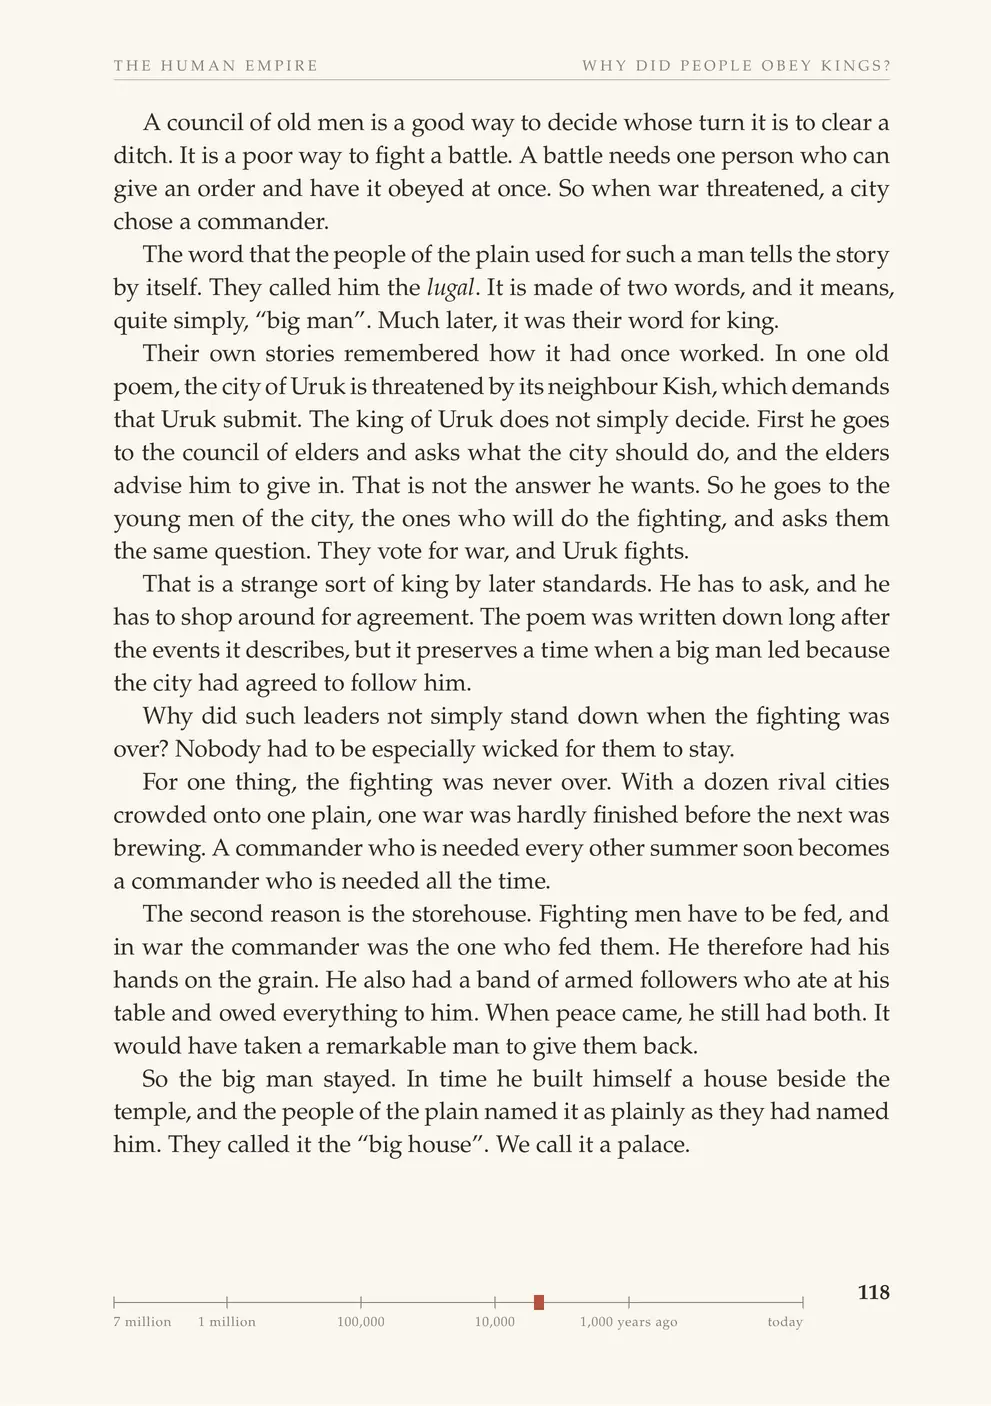 THE HUMAN EMPIRE
WHY DID PEOPLE OBEY KINGS?
A council of old men is a good way to decide whose turn it is to clear a
ditch. It is a poor way to fight a battle. A battle needs one person who can
give an order and have it obeyed at once. So when war threatened, a city
chose a commander.
The word that the people of the plain used for such a man tells the story
by itself. They called him the lugal. It is made of two words, and it means,
quite simply, “big man”. Much later, it was their word for king.
Their own stories remembered how it had once worked. In one old
poem, the city of Uruk is threatened by its neighbour Kish, which demands
that Uruk submit. The king of Uruk does not simply decide. First he goes
to the council of elders and asks what the city should do, and the elders
advise him to give in. That is not the answer he wants. So he goes to the
young men of the city, the ones who will do the fighting, and asks them
the same question. They vote for war, and Uruk fights.
That is a strange sort of king by later standards. He has to ask, and he
has to shop around for agreement. The poem was written down long after
the events it describes, but it preserves a time when a big man led because
the city had agreed to follow him.
Why did such leaders not simply stand down when the fighting was
over? Nobody had to be especially wicked for them to stay.
For one thing, the fighting was never over. With a dozen rival cities
crowded onto one plain, one war was hardly finished before the next was
brewing. A commander who is needed every other summer soon becomes
a commander who is needed all the time.
The second reason is the storehouse. Fighting men have to be fed, and
in war the commander was the one who fed them. He therefore had his
hands on the grain. He also had a band of armed followers who ate at his
table and owed everything to him. When peace came, he still had both. It
would have taken a remarkable man to give them back.
So the big man stayed. In time he built himself a house beside the
temple, and the people of the plain named it as plainly as they had named
him. They called it the “big house”. We call it a palace.
118
7 million 1 million 100,000 10,000 1,000 years ago today